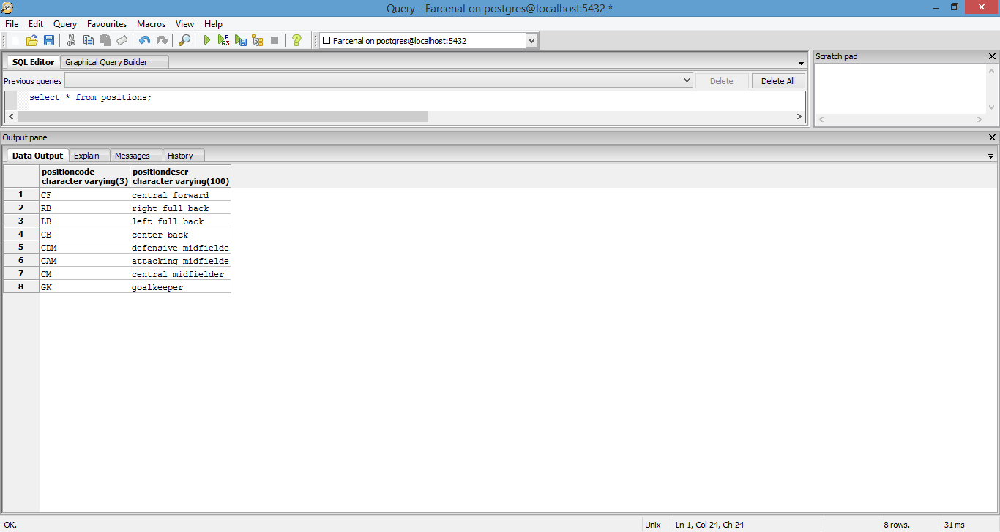 Query - Farcenal on postgres@localhost:5432 *
File Edit Query Favourites Macros View Help
Farcenal on postgres@localhost:5432
SQL Editor Graphical Query Builder
Scratch pad
Previous queries Delete Delete All
select * from positions;
Output pane
Data Output Explain Messages History
positioncode positiondescr
character varying(3) character varying(100)
1 CF central forward
2 RB right full back
3 LB left full back
4 CB center back
5 CDM defensive midfielde
6 CAM attacking midfielde
7 CM central midfielder
8 GK goalkeeper
OK. Unix Ln 1, Col 24, Ch 24 8 rows. 31 ms